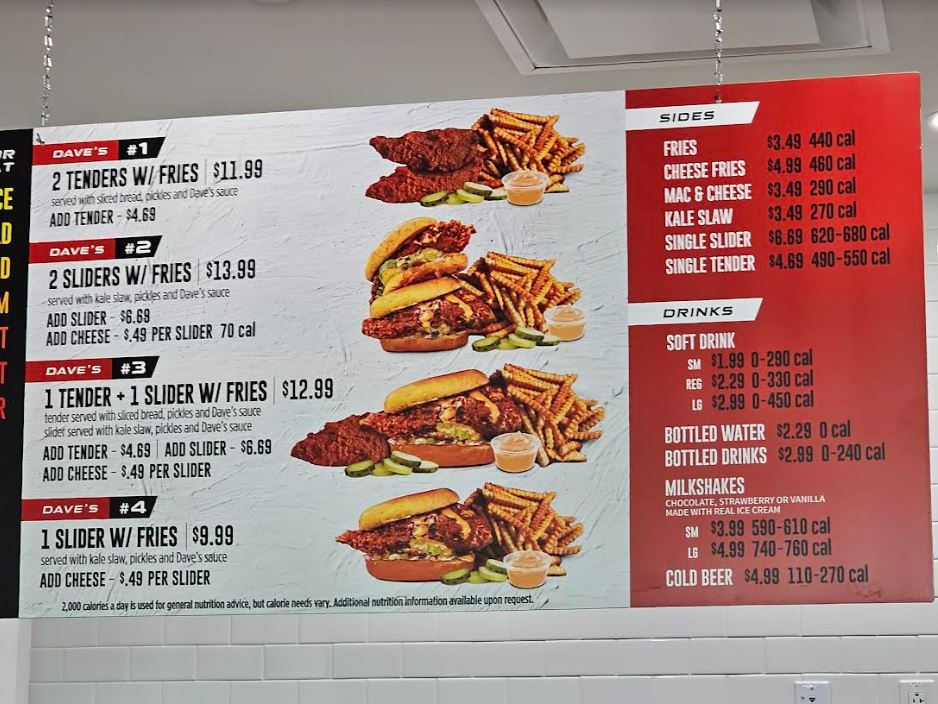 OR
CE
DAVE'S #1
2 TENDERS W/ FRIES $11.99
served with sliced bread, pickles and Dave's sauce
ADD TENDER - $4.69
DAVE'S #2
2 SLIDERS W/ FRIES $13.99
served with kale slaw, pickles and Dave's sauce
ADD SLIDER - $6.69
ADD CHEESE - $.49 PER SLIDER 70 cal
DAVE'S #3
1 TENDER + 1 SLIDER W/ FRIES $12.99
tender served with sliced bread, pickles and Dave's sauce
slider served with kale slaw, pickles and Dave's sauce
ADD TENDER - $4.69 ADD SLIDER - $6.69
ADD CHEESE - $.49 PER SLIDER
DAVE'S #4
1 SLIDER W/ FRIES $9.99
served with kale slaw, pickles and Dave's sauce
ADD CHEESE - $.49 PER SLIDER
2,000 calories a day is used for general nutrition advice, but calorie needs vary. Additional nutrition information available upon request.
SIDES
FRIES $3.49 440 cal
CHEESE FRIES $4.99 460 cal
MAC & CHEESE $3.49 290 cal
KALE SLAW $3.49 270 cal
SINGLE SLIDER $6.69 620-680 cal
SINGLE TENDER $4.69 490-550 cal
DRINKS
SOFT DRINK
SM $1.99 0-290 cal
REG $2.29 0-330 cal
LG $2.99 0-450 cal
BOTTLED WATER $2.29 0 cal
BOTTLED DRINKS $2.99 0-240 cal
MILKSHAKES
CHOCOLATE, STRAWBERRY OR VANILLA
MADE WITH REAL ICE CREAM
SM $3.99 590-610 cal
LG $4.99 740-760 cal
COLD BEER $4.99 110-270 cal